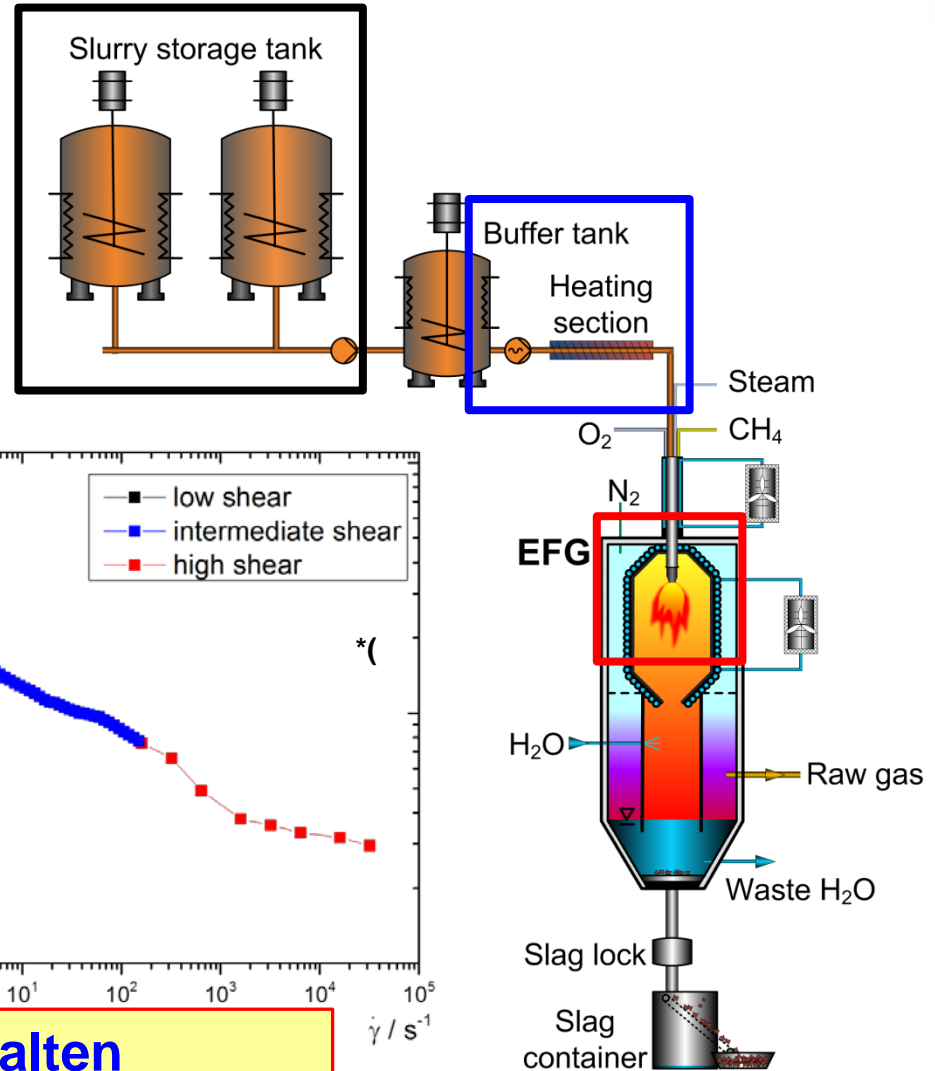 Slurry storage tank
Buffer tank
Heating
section
Steam
O₂
CH₄
N₂
EFG
low shear
intermediate shear
high shear
*(
H₂O
Raw gas
Waste H₂O
10¹ 10² 10³ 10⁴ 10⁵
γ̇ / s⁻¹
Slag lock
Slag
container
alten